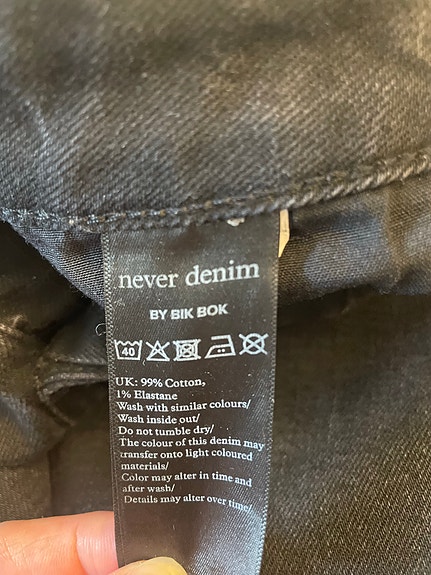 never denim
BY BIK BOK
40
UK: 99% Cotton,
1% Elastane
Wash with similar colours/
Wash inside out/
Do not tumble dry/
The colour of this denim may
transfer onto light coloured
materials/
Color may alter in time and
after wash/
Details may alter over time/